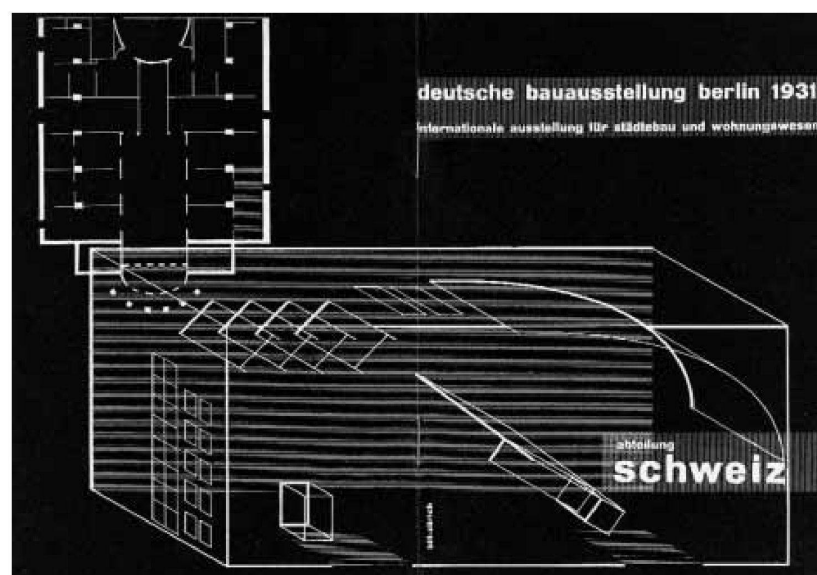 deutsche bauausstellung berlin 1931
internationale ausstellung für städtebau und wohnungswesen
abteilung
schweiz